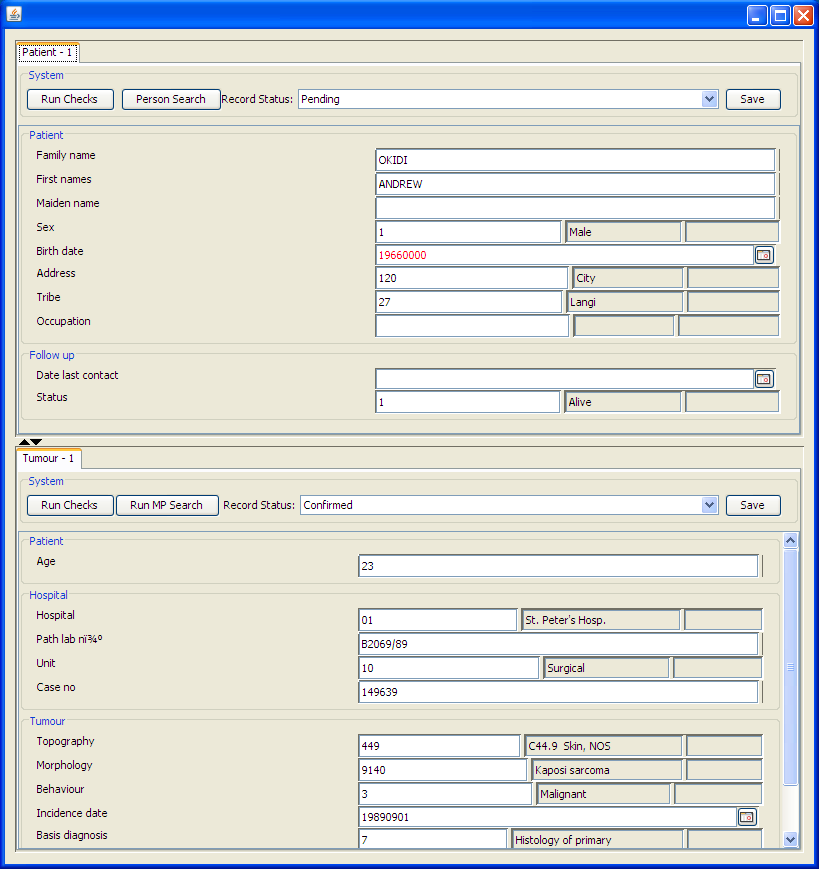 Patient - 1
System
Run Checks Person Search Record Status: Pending Save
Patient
Family name OKIDI
First names ANDREW
Maiden name
Sex 1 Male
Birth date 19660000
Address 120 City
Tribe 27 Langi
Occupation
Follow up
Date last contact
Status 1 Alive
Tumour - 1
System
Run Checks Run MP Search Record Status: Confirmed Save
Patient
Age 23
Hospital
Hospital 01 St. Peter's Hosp.
Path lab nï¾º B2069/89
Unit 10 Surgical
Case no 149639
Tumour
Topography 449 C44.9 Skin, NOS
Morphology 9140 Kaposi sarcoma
Behaviour 3 Malignant
Incidence date 19890901
Basis diagnosis 7 Histology of primary